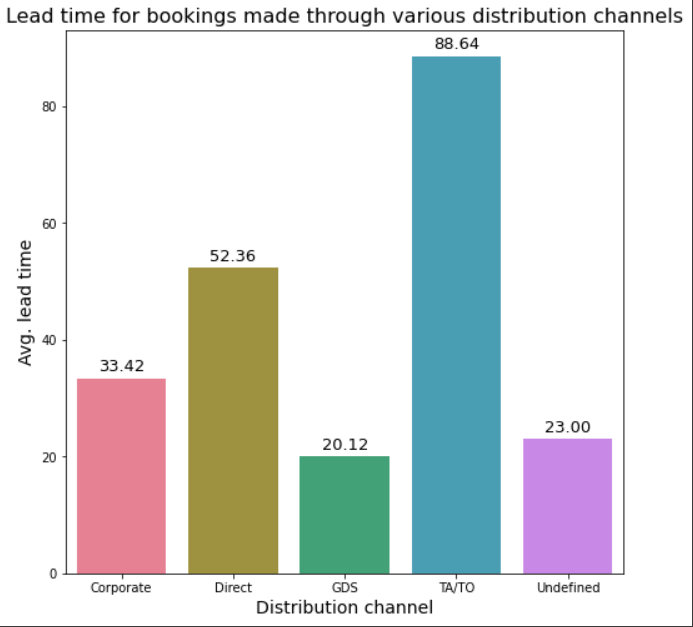 Lead time for bookings made through various distribution channels
88.64
80
60
Avg. lead time
52.36
40
33.42
23.00
20.12
20
0
Corporate Direct GDS TA/TO Undefined
Distribution channel